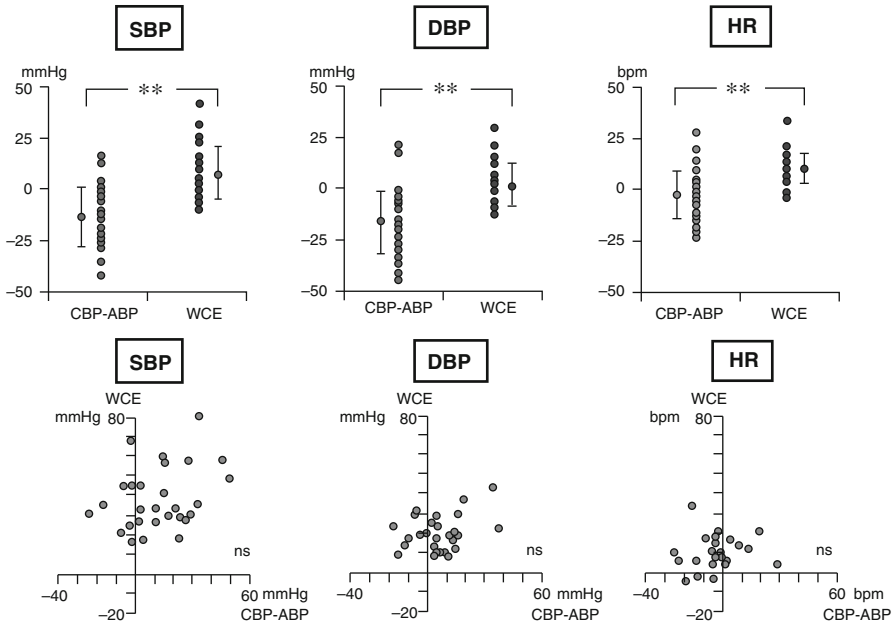 SBP
DBP
HR
mmHg
mmHg
bpm
50
50
50
**
**
**
25
25
25
0
0
0
−25
−25
−25
−50
−50
−50
CBP-ABP
WCE
CBP-ABP
WCE
CBP-ABP
WCE
SBP
DBP
HR
WCE
WCE
WCE
mmHg
mmHg
bpm
80
80
80
ns
ns
ns
−40
60
−40
60
−40
60
mmHg
mmHg
bpm
−20
−20
−20
CBP-ABP
CBP-ABP
CBP-ABP